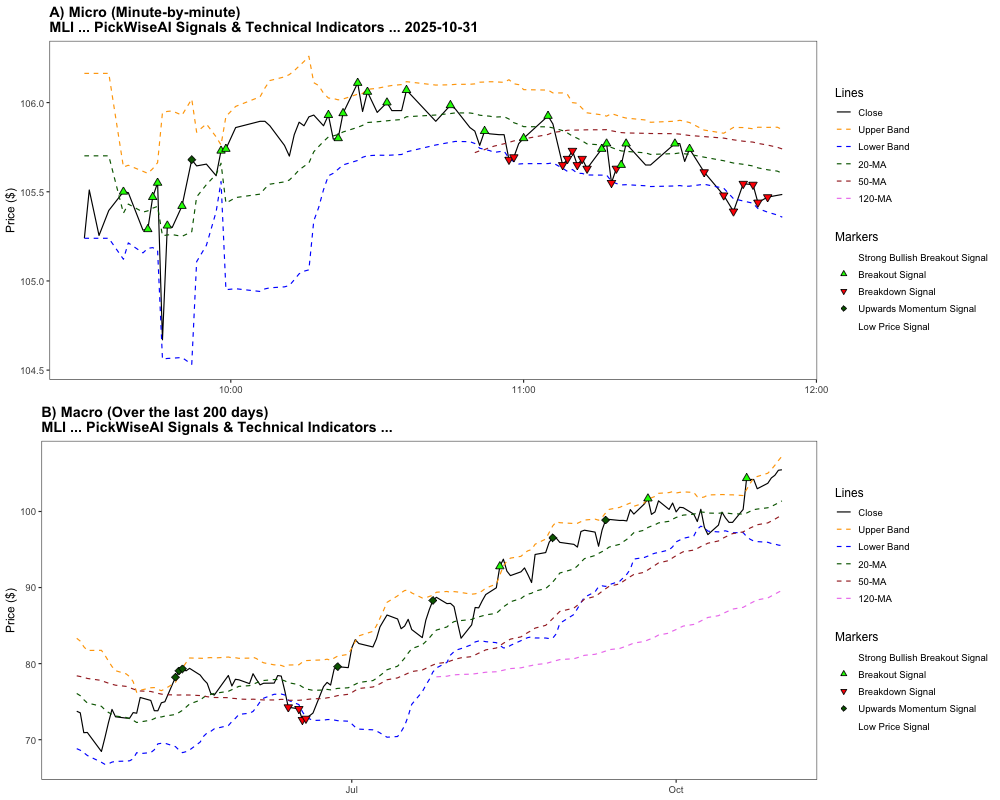 A) Micro (Minute-by-minute)
MLI ... PickWiseAI Signals & Technical Indicators ... 2025-10-31
Price ($)
106.0
105.5
105.0
104.5
10:00
11:00
12:00
Lines
Close
Upper Band
Lower Band
20-MA
50-MA
120-MA
Markers
Strong Bullish Breakout Signal
Breakout Signal
Breakdown Signal
Upwards Momentum Signal
Low Price Signal
B) Macro (Over the last 200 days)
MLI ... PickWiseAI Signals & Technical Indicators ...
Price ($)
100
90
80
70
Jul
Oct
Lines
Close
Upper Band
Lower Band
20-MA
50-MA
120-MA
Markers
Strong Bullish Breakout Signal
Breakout Signal
Breakdown Signal
Upwards Momentum Signal
Low Price Signal